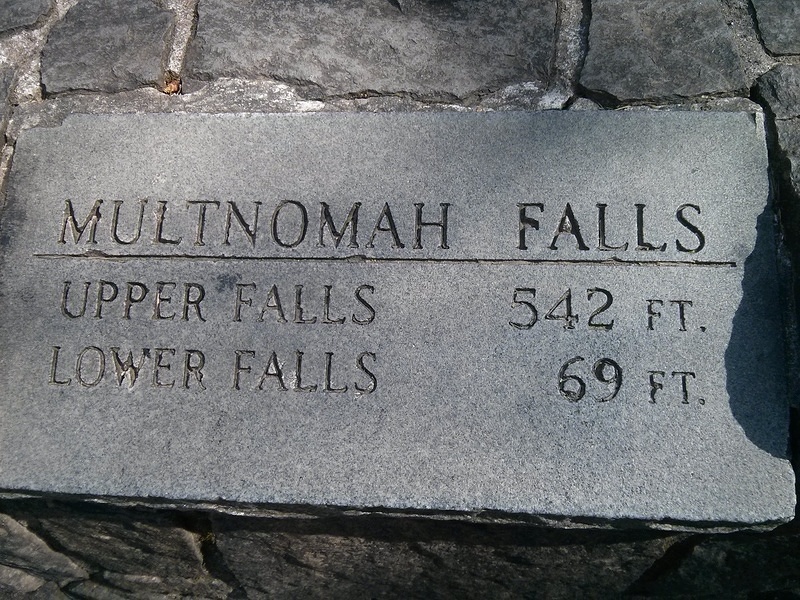 MULTNOMAH FALLS
UPPER FALLS 542 FT.
LOWER FALLS 69 FT.